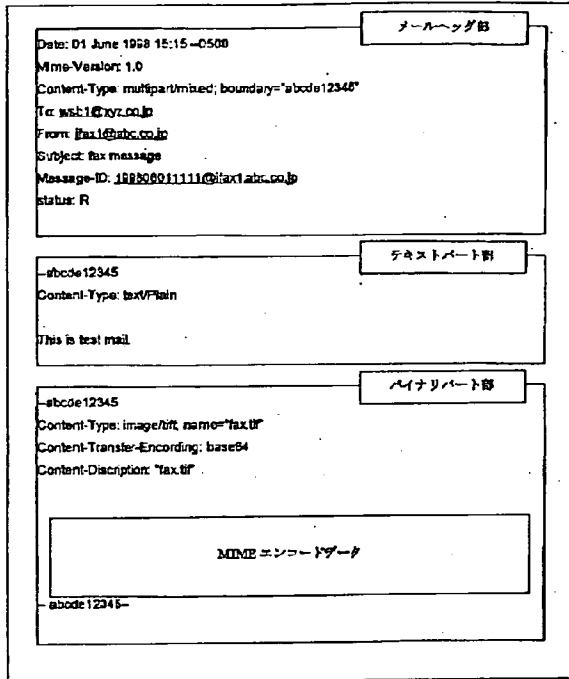 メールヘッダ部
Date: 01 June 1998 15:15 -0500
Mime-Version: 1.0
Content-Type: multipart/mixed; boundary="abcde12345"
To: wsb1@xyz.co.jp
From: ifax1@abc.co.jp
Subject: fax message
Message-ID: 199806011111@ifax1.abc.co.jp
status: R
テキストパート部
--abcde12345
Content-Type: text/Plain
This is test mail.
バイナリパート部
--abcde12345
Content-Type: image/tiff; name="fax.tif"
Content-Transfer-Encording: base64
Content-Discription: "fax.tif"
MIME エンコードデータ
-- abcde12345--